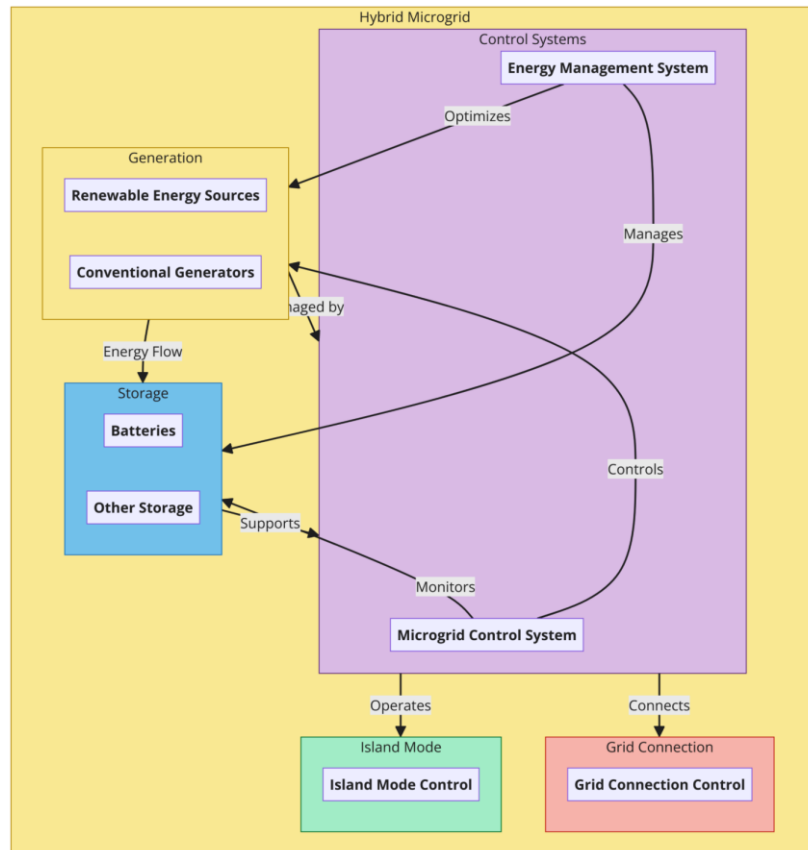 Hybrid Microgrid
Control Systems
Energy Management System
Optimizes
Generation
Renewable Energy Sources
Manages
Conventional Generators
naged by
Energy Flow
Storage
Batteries
Controls
Other Storage
Supports
Monitors
Microgrid Control System
Operates
Connects
Island Mode
Grid Connection
Island Mode Control
Grid Connection Control